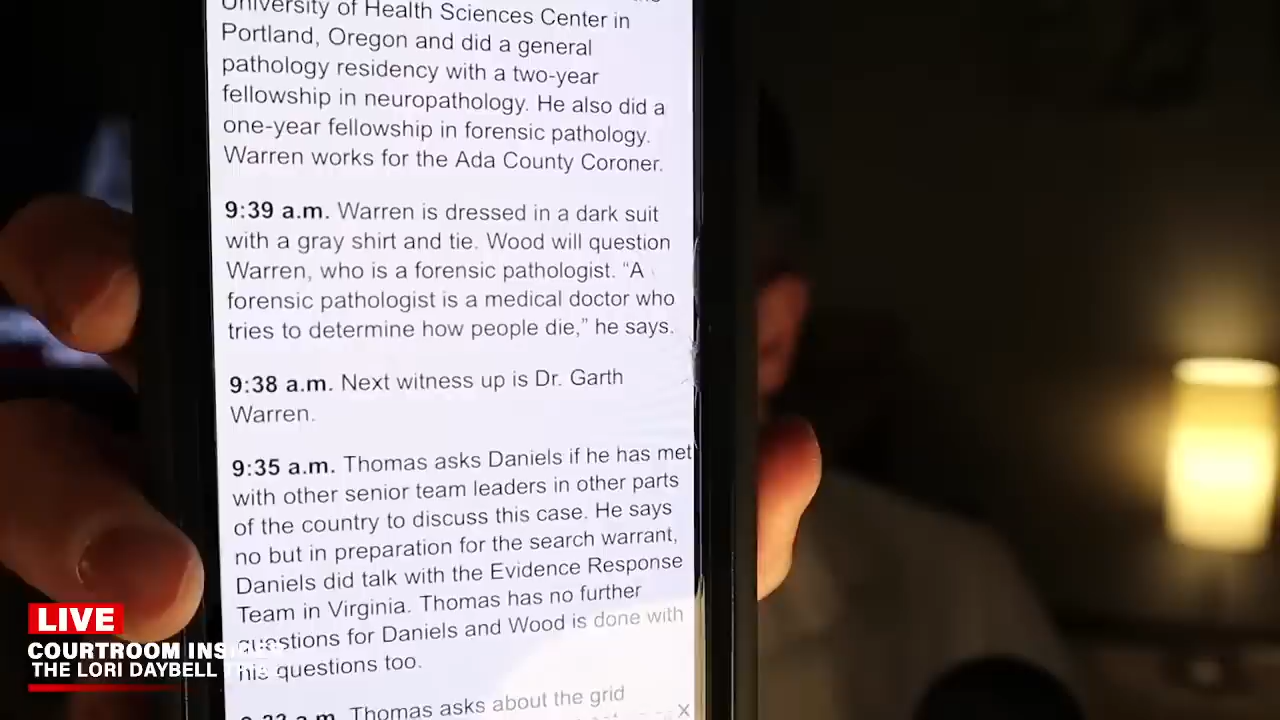 University of Health Sciences Center in
Portland, Oregon and did a general
pathology residency with a two-year
fellowship in neuropathology. He also did a
one-year fellowship in forensic pathology.
Warren works for the Ada County Coroner.
9:39 a.m. Warren is dressed in a dark suit
with a gray shirt and tie. Wood will question
Warren, who is a forensic pathologist. “A
forensic pathologist is a medical doctor who
tries to determine how people die,” he says.
9:38 a.m. Next witness up is Dr. Garth
Warren.
9:35 a.m. Thomas asks Daniels if he has met
with other senior team leaders in other parts
of the country to discuss this case. He says
no but in preparation for the search warrant,
Daniels did talk with the Evidence Response
Team in Virginia. Thomas has no further
questions for Daniels and Wood is done with
his questions too.
a.m. Thomas asks about the grid
X
LIVE
COURTROOM
THE LORI DAYBELL